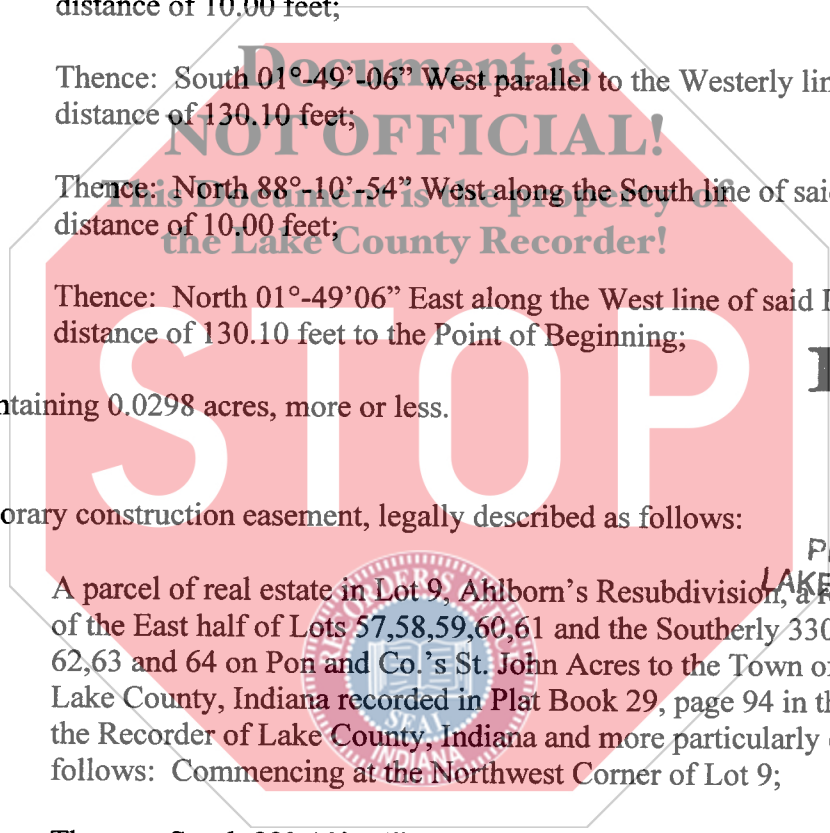 distance of 10.00 feet;
Document is
Thence: South 01°-49'-06” West parallel to the Westerly
distance of 130.10 feet;
NOT OFFICIAL!
Thence: North 88°-10'-54” West along the South line of said
This Document is the property of
distance of 10.00 feet;
the Lake County Recorder!
Thence: North 01°-49'06” East along the West line of said
distance of 130.10 feet to the Point of Beginning;
STOP
ntaining 0.0298 acres, more or less.
orary construction easement, legally described as follows:
LAKE
A parcel of real estate in Lot 9, Ahlborn's Resubdivision, a
of the East half of Lots 57,58,59,60,61 and the Southerly 330
62,63 and 64 on Pon and Co.'s St. John Acres to the Town
Lake County, Indiana recorded in Plat Book 29, page 94 in
the Recorder of Lake County, Indiana and more particularly
follows: Commencing at the Northwest Corner of Lot 9;
SEAL
INDIANA